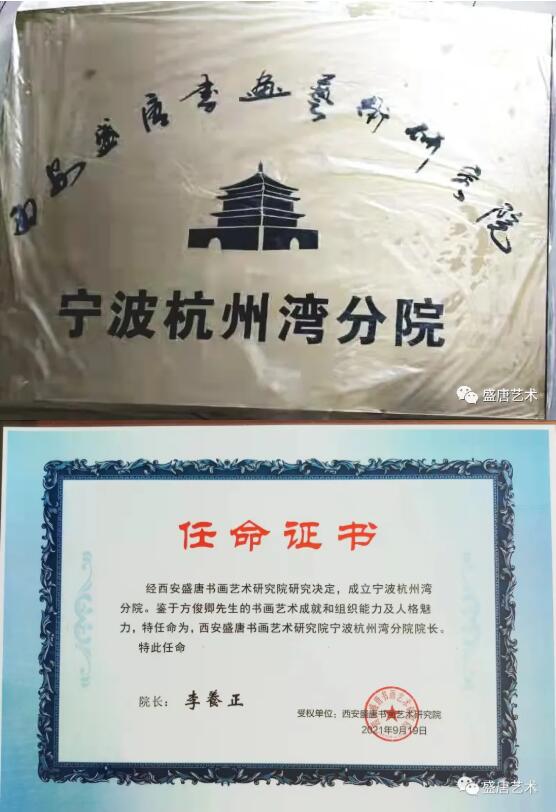 西安盛唐书画藝术研究院
宁波杭州湾分院
盛唐艺术
任命证书
经西安盛唐书画艺术研究院研究决定，成立宁波杭州湾
分院。鉴于方俊卿先生的书画艺术成就和组织能力及人格魅
力，特任命为，西安盛唐书画艺术研究院宁波杭州湾分院院长。
特此任命
院长：李養正
受权单位：西安盛唐书画艺术研究院
2021年9月19日
盛唐艺术